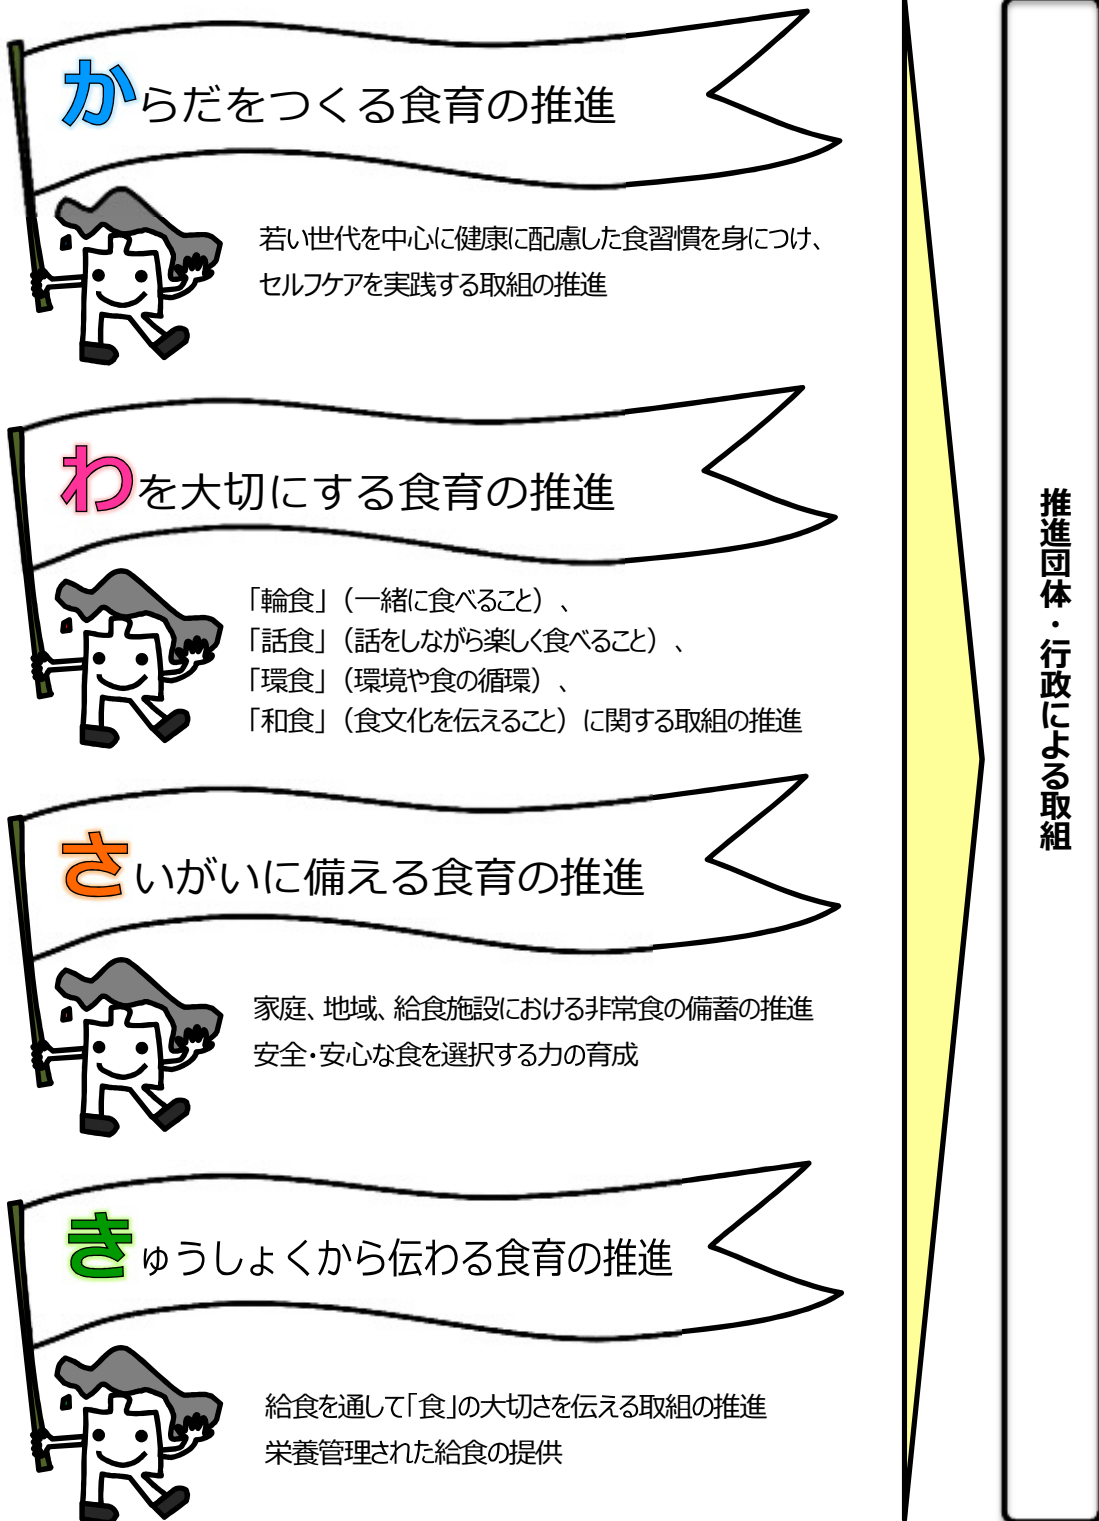 からだをつくる食育の推進
若い世代を中心に健康に配慮した食習慣を身につけ、
セルフケアを実践する取組の推進
わを大切にする食育の推進
「輪食」（一緒に食べること）、
「話食」（話をしながら楽しく食べること）、
「環食」（環境や食の循環）、
「和食」（食文化を伝えること）に関する取組の推進
さいがいに備える食育の推進
家庭、地域、給食施設における非常食の備蓄の推進
安全・安心な食を選択する力の育成
きゅうしょくから伝わる食育の推進
給食を通して「食」の大切さを伝える取組の推進
栄養管理された給食の提供
推進団体・行政による取組